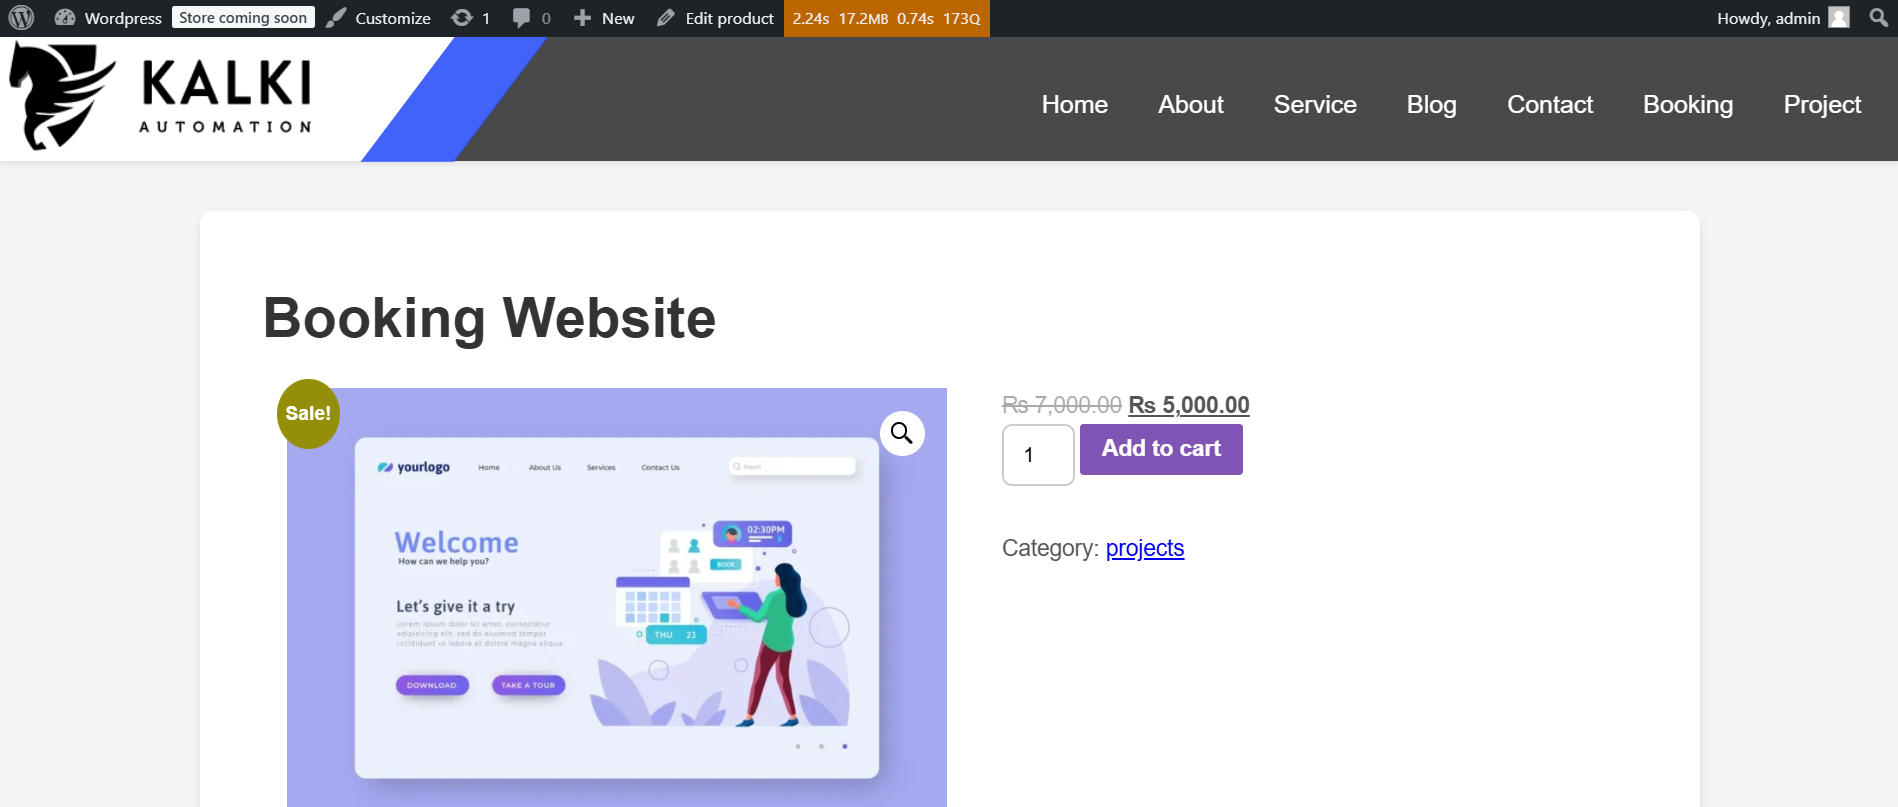 Wordpress Store coming soon Customize 1 0 New Edit product 2.24s 17.2MB 0.74s 173Q Howdy, admin
KALKI
AUTOMATION
Home About Service Blog Contact Booking Project
Booking Website
Sale!
Rs 7,000.00 Rs 5,000.00
1 Add to cart
Category: projects
yourlogo Home About Us Services Contact Us Search
02:30PM
Welcome
How can we help you?
BOOK
Let's give it a try
Lorem ipsum dolor sit amet, consectetur
adipisicing elit, sed do eiusmod tempor
incididunt ut labore et dolore magna aliqua.
THU 23
DOWNLOAD TAKE A TOUR